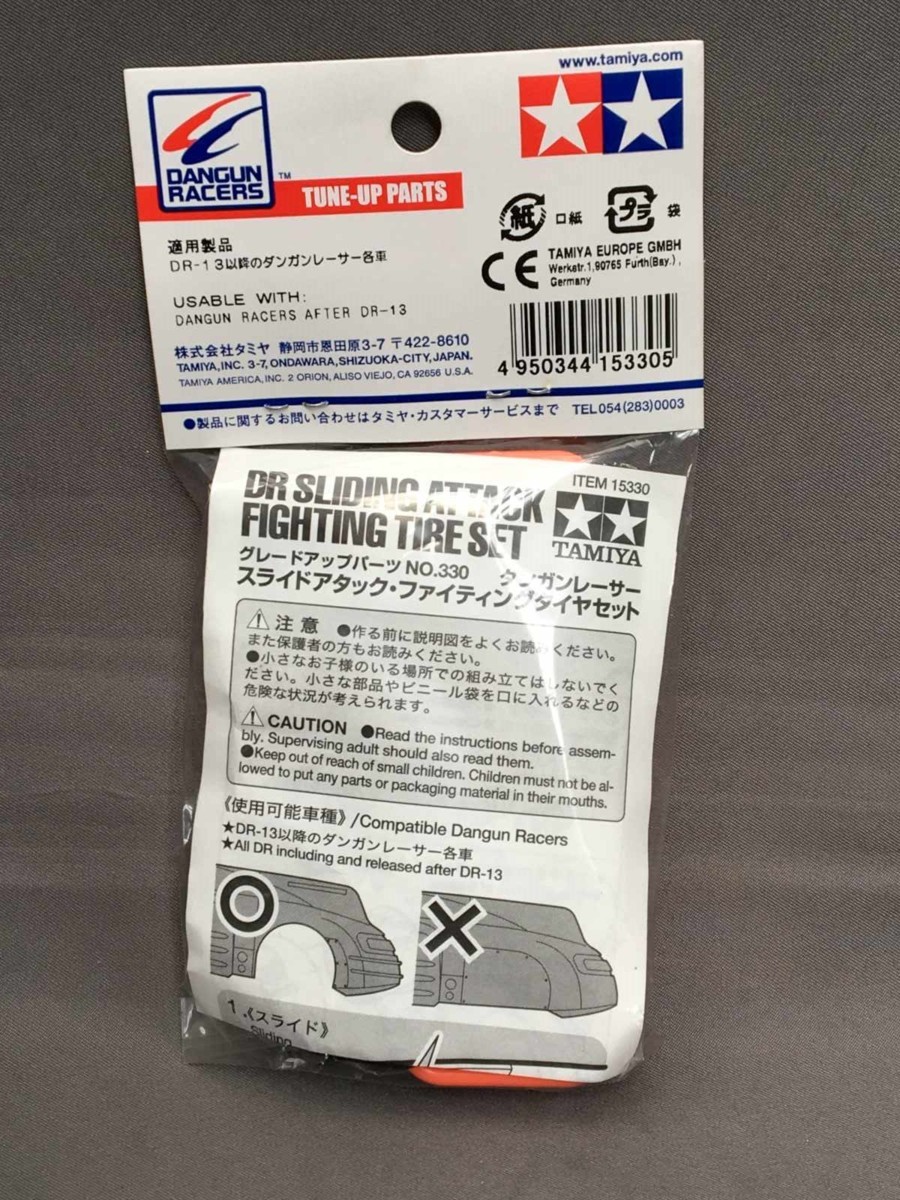 www.tamiya.com
DANGUN
RACERS
TM
TUNE-UP PARTS
紙 口紙 プラ 袋
適用製品
DR-13以降のダンガンレーサー各車
CE
TAMIYA EUROPE GMBH
Werkstr.1,90765 Furth(Bay.),
Germany
USABLE WITH:
DANGUN RACERS AFTER DR-13
株式会社タミヤ 静岡市恩田原3-7 〒422-8610
TAMIYA,INC. 3-7, ONDAWARA,SHIZUOKA-CITY, JAPAN.
TAMIYA AMERICA,INC. 2 ORION, ALISO VIEJO, CA 92656 U.S.A.
4 950344 153305
●製品に関するお問い合わせはタミヤ・カスタマーサービスまで TEL054(283)0003
DR SLIDING ATTACK
FIGHTING TIRE SET
ITEM 15330
TAMIYA
グレードアップパーツ NO.330 ダンガンレーサー
スライドアタック・ファイティングタイヤセット
注意 ●作る前に説明図をよくお読みください。
また保護者の方もお読みください。
●小さなお子様のいる場所での組み立てはしないでく
ださい。小さな部品やビニール袋を口に入れるなどの
危険な状況が考えられます。
CAUTION ●Read the instructions before assem-
bly. Supervising adult should also read them.
●Keep out of reach of small children. Children must not be al-
lowed to put any parts or packaging material in their mouths.
《使用可能車種》/Compatible Dangun Racers
★DR-13以降のダンガンレーサー各車
★All DR including and released after DR-13
1.《スライド》
Sliding